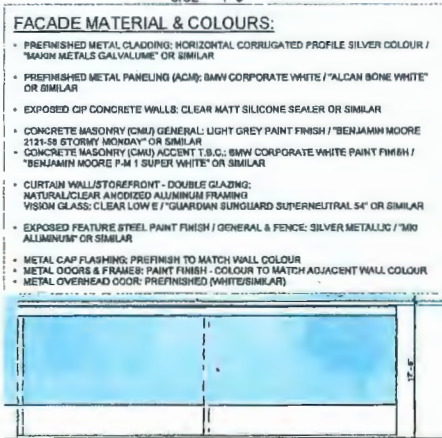 FACADE MATERIAL & COLOURS:
- PREFINISHED METAL CLADDING: HORIZONTAL CORRUGATED PROFILE SILVER COLOUR /
"MAKIN METALS GALVALUME" OR SIMILAR
- PREFINISHED METAL PANELING (ACM): BMW CORPORATE WHITE / "ALCAN BONE WHITE"
OR SIMILAR
- EXPOSED CIP CONCRETE WALLS: CLEAR MATT SILICONE SEALER OR SIMILAR
- CONCRETE MASONRY (CMU) GENERAL: LIGHT GREY PAINT FINISH / "BENJAMIN MOORE
2121-58 STORMY MONDAY" OR SIMILAR
- CONCRETE MASONRY (CMU) ACCENT T.B.C.: BMW CORPORATE WHITE PAINT FINISH /
"BENJAMIN MOORE P-M 1 SUPER WHITE" OR SIMILAR
- CURTAIN WALL/STOREFRONT - DOUBLE GLAZING;
NATURAL/CLEAR ANODIZED ALUMINUM FRAMING
VISION GLASS: CLEAR LOW E / "GUARDIAN SUNGUARD SUPERNEUTRAL 54" OR SIMILAR
- EXPOSED FEATURE STEEL PAINT FINISH / GENERAL & FENCE: SILVER METALLIC /
ALUMINUM" OR SIMILAR
- METAL CAP FLASHING: PREFINISH TO MATCH WALL COLOUR
- METAL DOORS & FRAMES: PAINT FINISH - COLOUR TO MATCH ADJACENT WALL COLOUR
- METAL OVERHEAD DOOR: PREFINISHED (WHITE/SIMILAR)